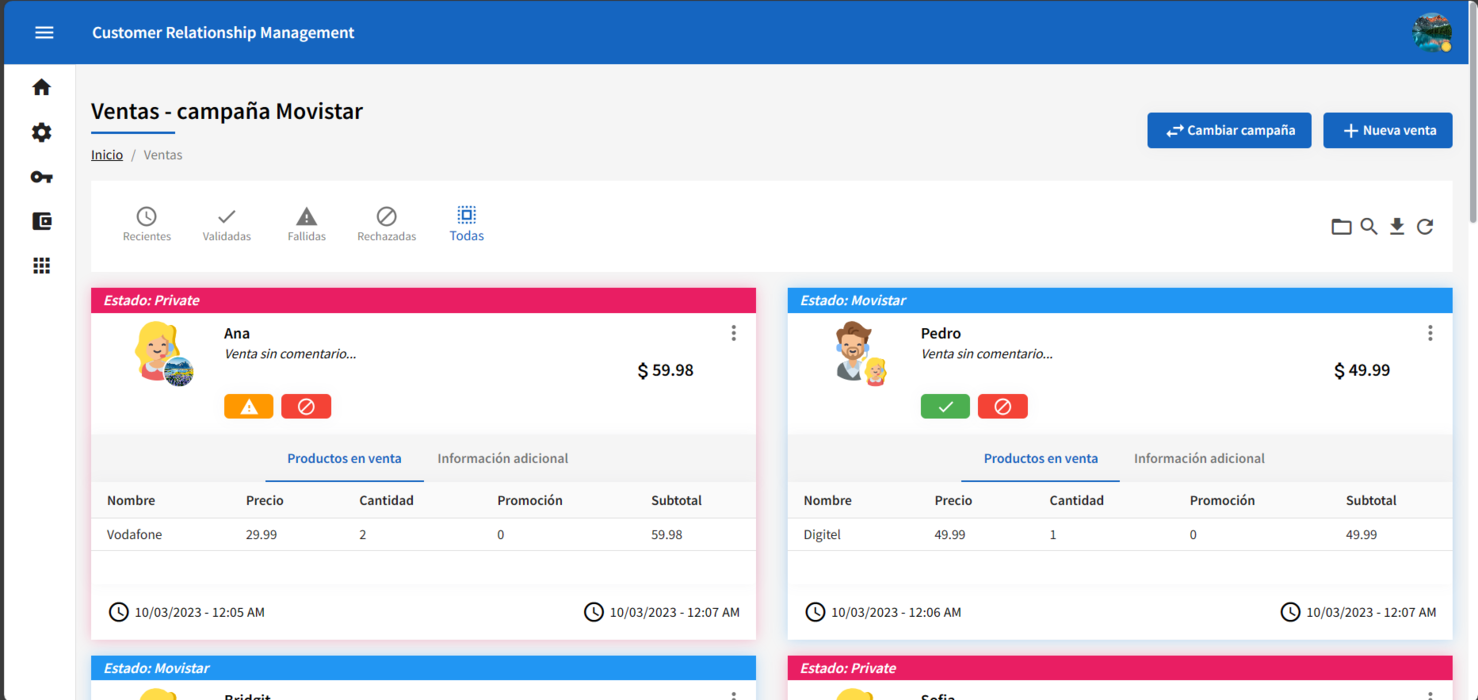 Customer Relationship Management
Ventas - campaña Movistar
Cambiar campaña
Nueva venta
Inicio / Ventas
Recientes
Validadas
Fallidas
Rechazadas
Todas
Estado: Private
Ana
Venta sin comentario...
$ 59.98
Productos en venta
Información adicional
Nombre Precio Cantidad Promoción Subtotal
Vodafone 29.99 2 0 59.98
10/03/2023 - 12:05 AM
10/03/2023 - 12:07 AM
Estado: Movistar
Pedro
Venta sin comentario...
$ 49.99
Productos en venta
Información adicional
Nombre Precio Cantidad Promoción Subtotal
Digitel 49.99 1 0 49.99
10/03/2023 - 12:06 AM
10/03/2023 - 12:07 AM
Estado: Movistar
Bridgit
Estado: Private
Sofia